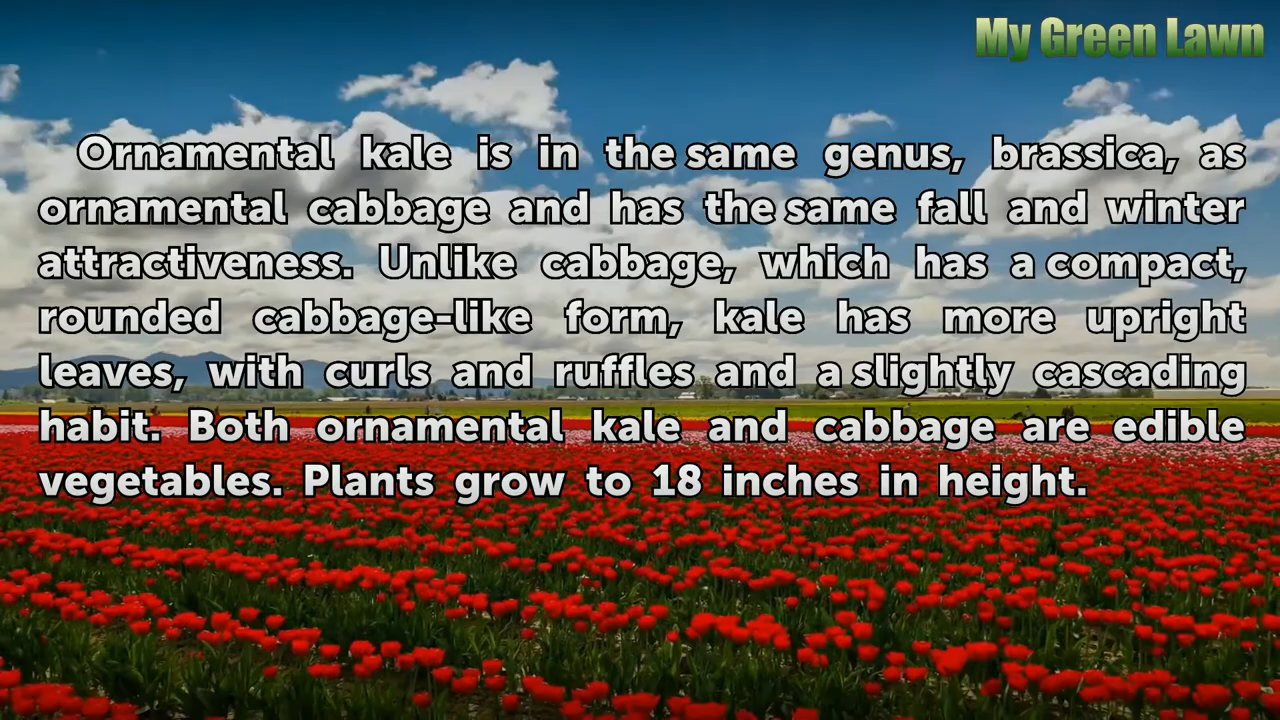 My Green Lawn
Ornamental kale is in the same genus, brassica, as
ornamental cabbage and has the same fall and winter
attractiveness. Unlike cabbage, which has a compact,
rounded cabbage-like form, kale has more upright
leaves, with curls and ruffles and a slightly cascading
habit. Both ornamental kale and cabbage are edible
vegetables. Plants grow to 18 inches in height.